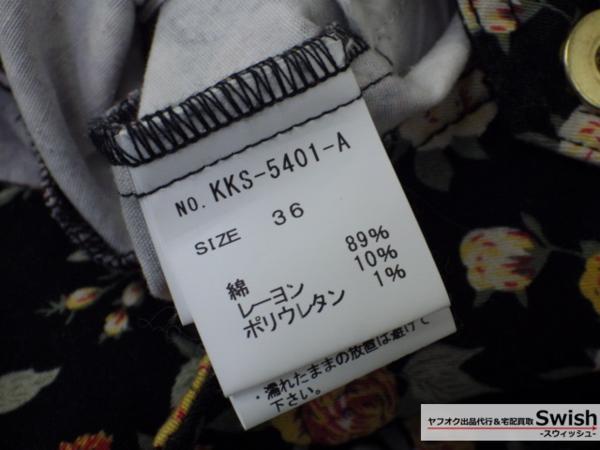 NO. KKS-5401-A
SIZE 36
綿 89%
レーヨン 10%
ポリウレタン 1%
・濡れたままの放置は避けて
下さい。
ヤフオク出品代行&宅配買取 Swish
-スウィッシュ-